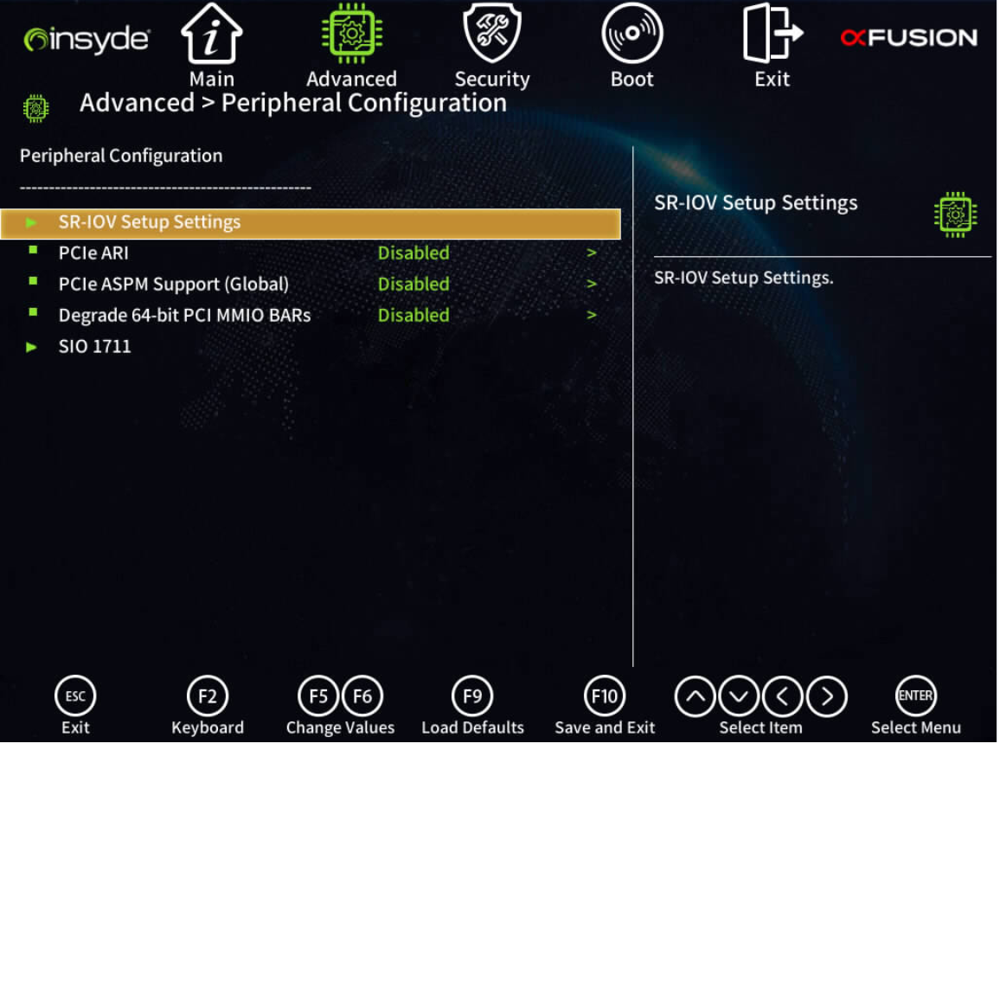 insyde
Main
Advanced
Security
Boot
Exit
FUSION
Advanced > Peripheral Configuration
Peripheral Configuration
--------------------------------------------------
SR-IOV Setup Settings
PCIe ARI Disabled >
PCIe ASPM Support (Global) Disabled >
Degrade 64-bit PCI MMIO BARs Disabled >
SIO 1711
SR-IOV Setup Settings
SR-IOV Setup Settings.
ESC
Exit
F2
Keyboard
F5 F6
Change Values
F9
Load Defaults
F10
Save and Exit
Select Item
ENTER
Select Menu